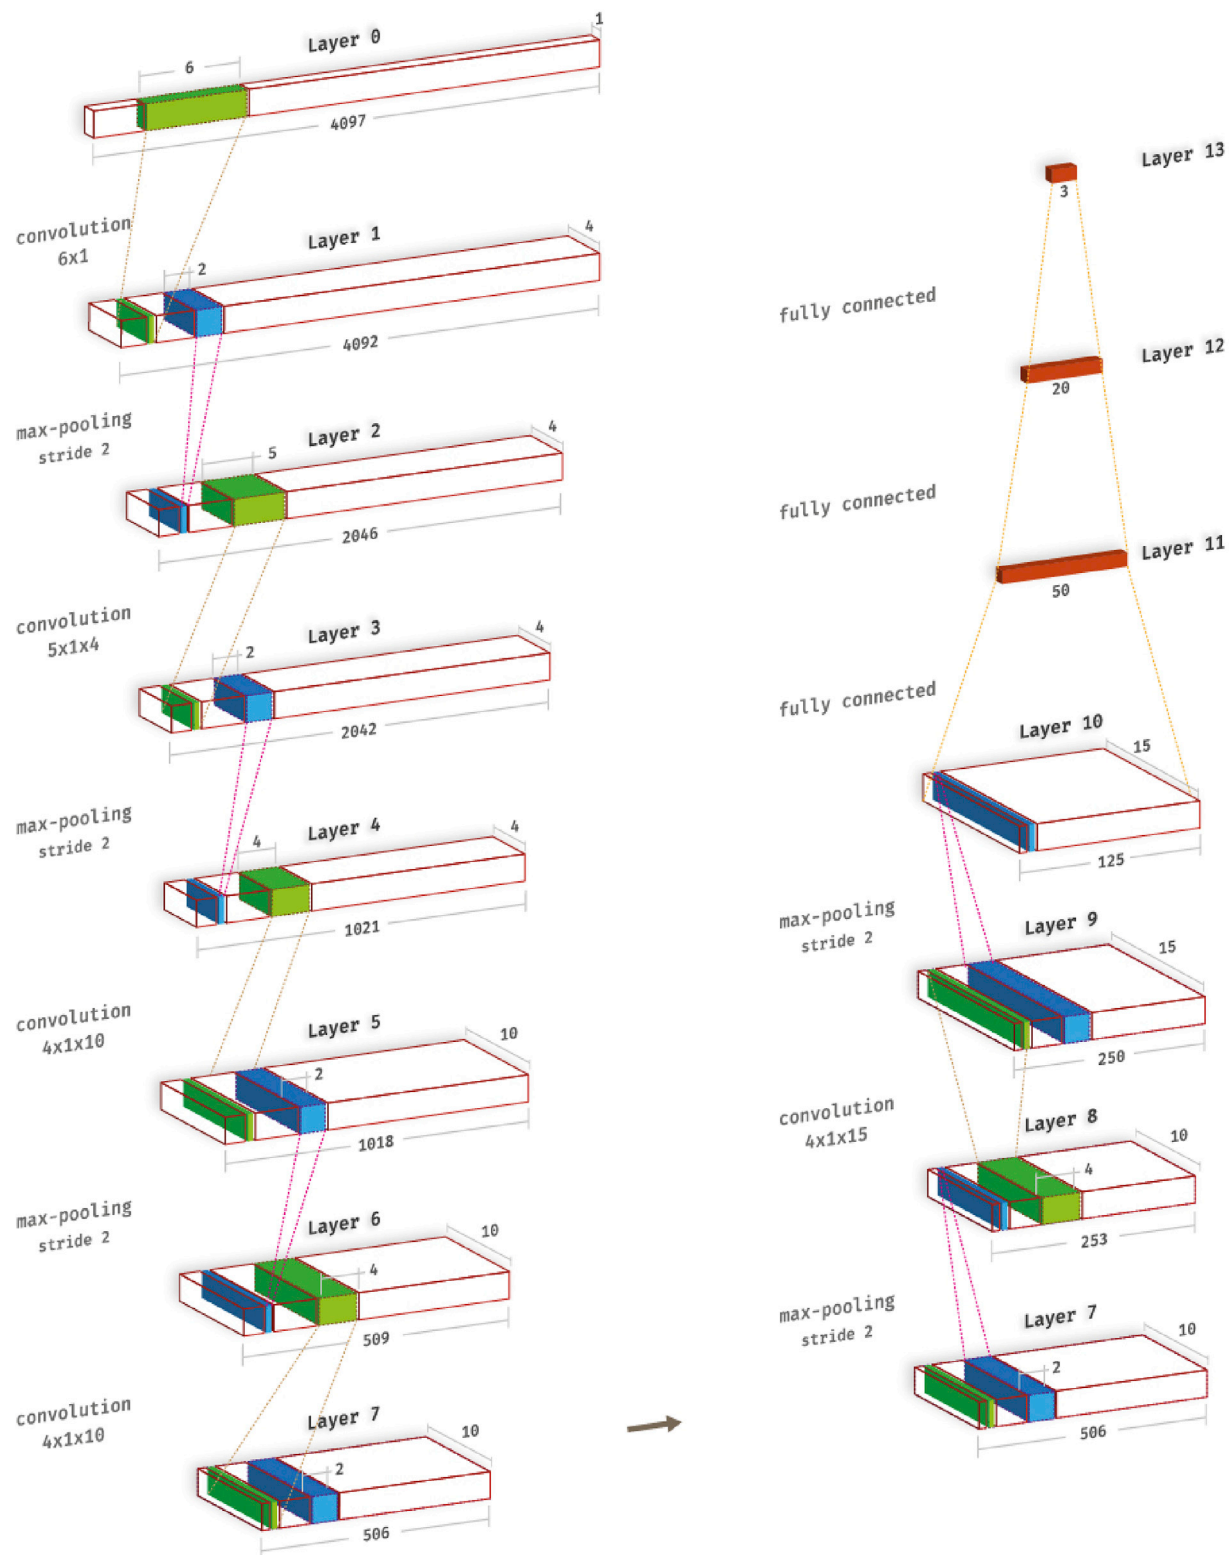 Layer 0
1
6
4097
convolution
6x1
Layer 1
4
2
4092
max-pooling
stride 2
Layer 2
4
5
2046
convolution
5x1x4
Layer 3
4
2
2042
max-pooling
stride 2
Layer 4
4
4
1021
convolution
4x1x10
Layer 5
10
2
1018
max-pooling
stride 2
Layer 6
10
4
509
convolution
4x1x10
Layer 7
10
2
506
Layer 13
3
fully connected
Layer 12
20
fully connected
Layer 11
50
fully connected
Layer 10
15
125
max-pooling
stride 2
Layer 9
15
250
convolution
4x1x15
Layer 8
10
4
253
max-pooling
stride 2
Layer 7
10
2
506